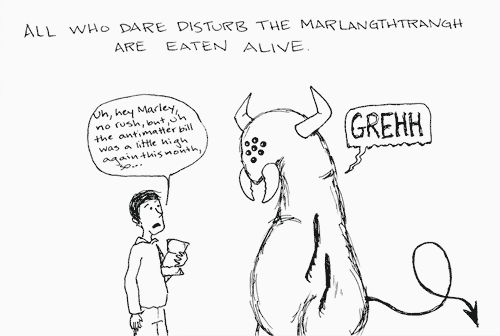 ALL WHO DARE DISTURB THE MARLANGTHTRANGH
ARE EATEN ALIVE.
Uh, hey Marley,
no rush, but, uh
the antimatter bill
was a little high
again this month,
so...
GREHH